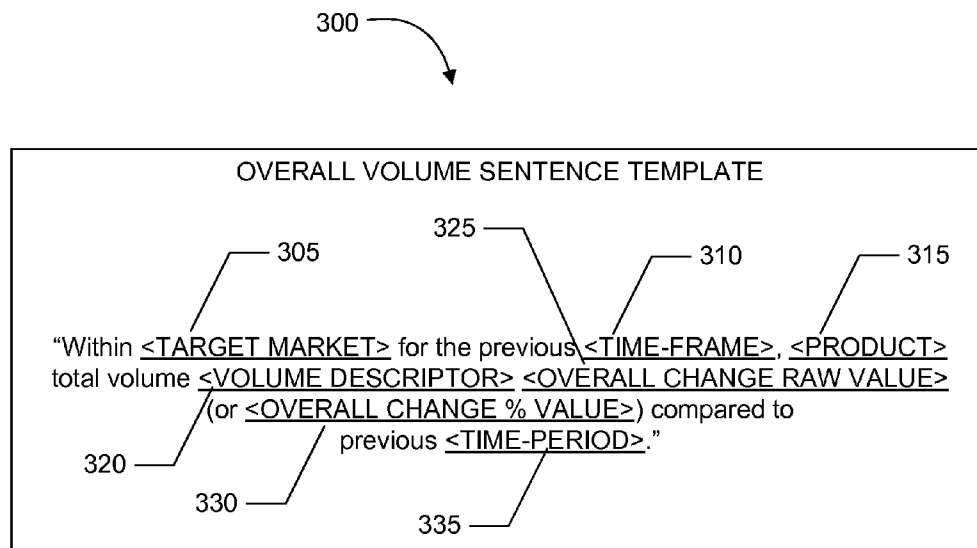 300
OVERALL VOLUME SENTENCE TEMPLATE
325
305
310
315
“Within <TARGET MARKET> for the previous <TIME-FRAME>, <PRODUCT>
total volume <VOLUME DESCRIPTOR> <OVERALL CHANGE RAW VALUE>
(or <OVERALL CHANGE % VALUE>) compared to
previous <TIME-PERIOD>.”
320
330
335